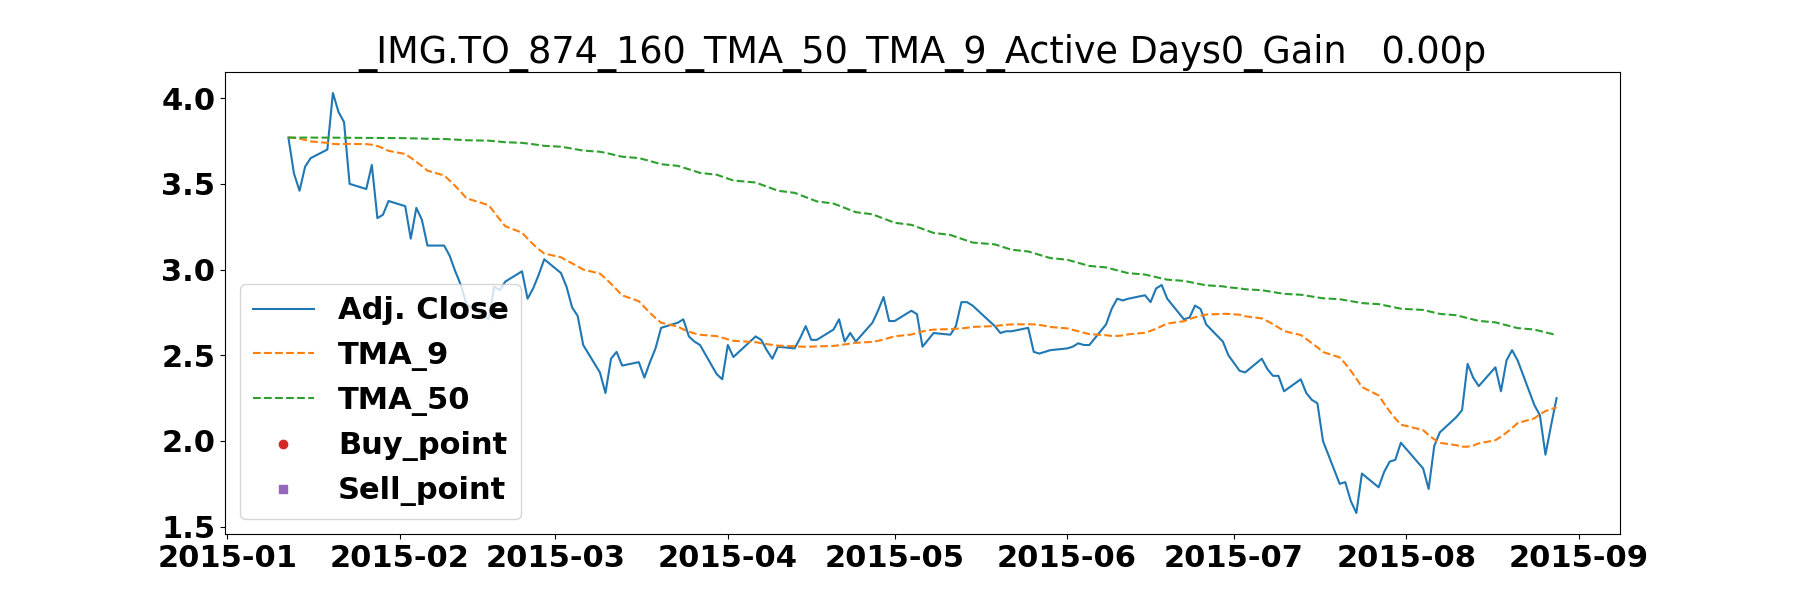 _IMG.TO_874_160_TMA_50_TMA_9_Active Days0_Gain   0.00p
4.0
3.5
3.0
2.5
2.0
1.5
Adj. Close
TMA_9
TMA_50
Buy_point
Sell_point
2015-01 2015-02 2015-03 2015-04 2015-05 2015-06 2015-07 2015-08 2015-09